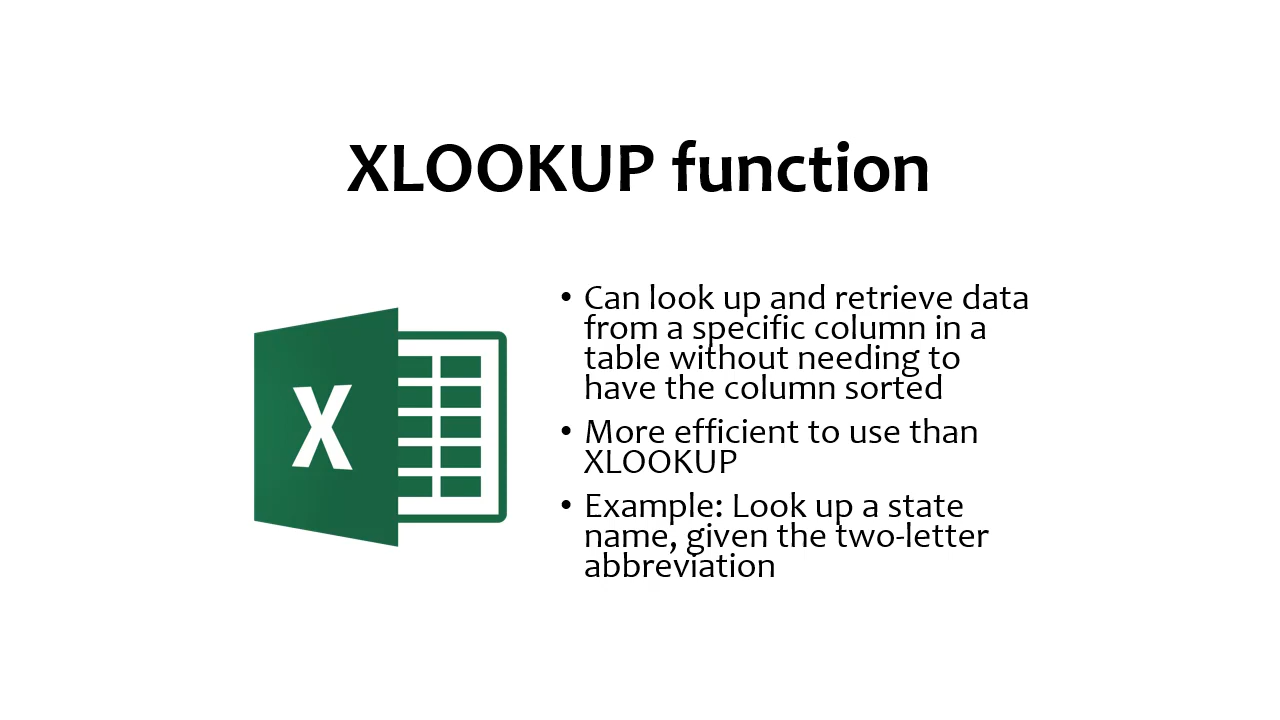 XLOOKUP function
• Can look up and retrieve data
from a specific column in a
table without needing to
have the column sorted
• More efficient to use than
XLOOKUP
• Example: Look up a state
name, given the two-letter
abbreviation
X